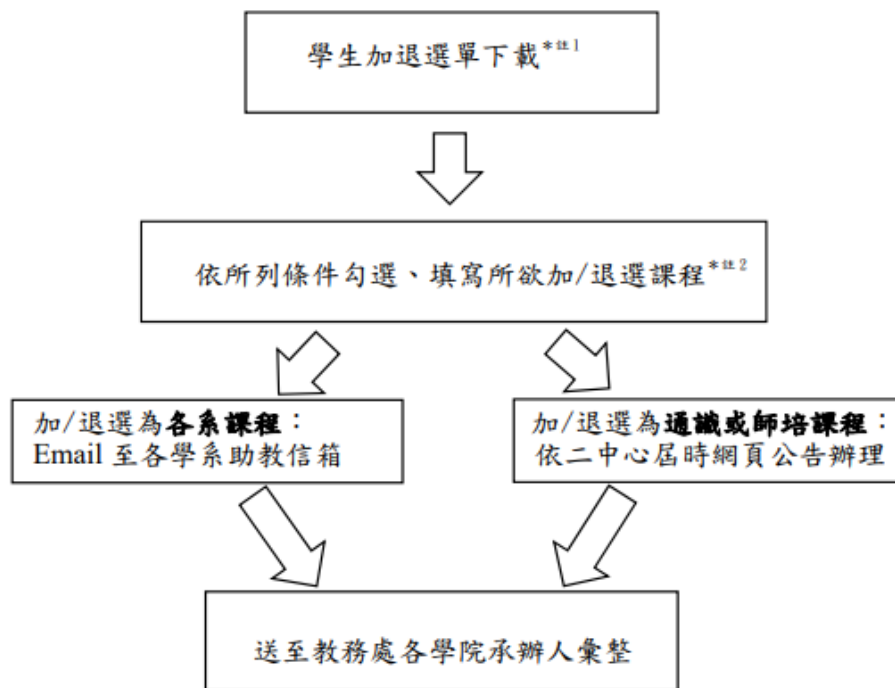 學生加退選單下載*註1
依所列條件勾選、填寫所欲加/退選課程*註2
加/退選為各系課程：
Email 至各學系助教信箱
加/退選為通識或師培課程：
依二中心屆時網頁公告辦理
送至教務處各學院承辦人彙整